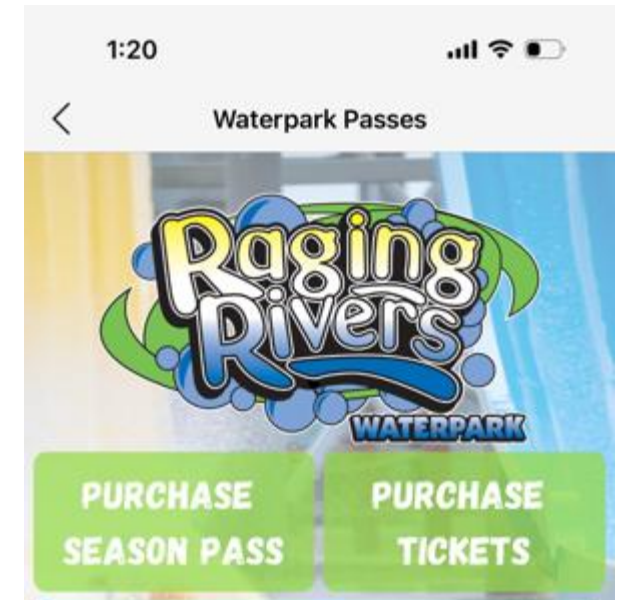 1:20
Waterpark Passes
Raging
Rivers
WATERPARK
PURCHASE
SEASON PASS
PURCHASE
TICKETS